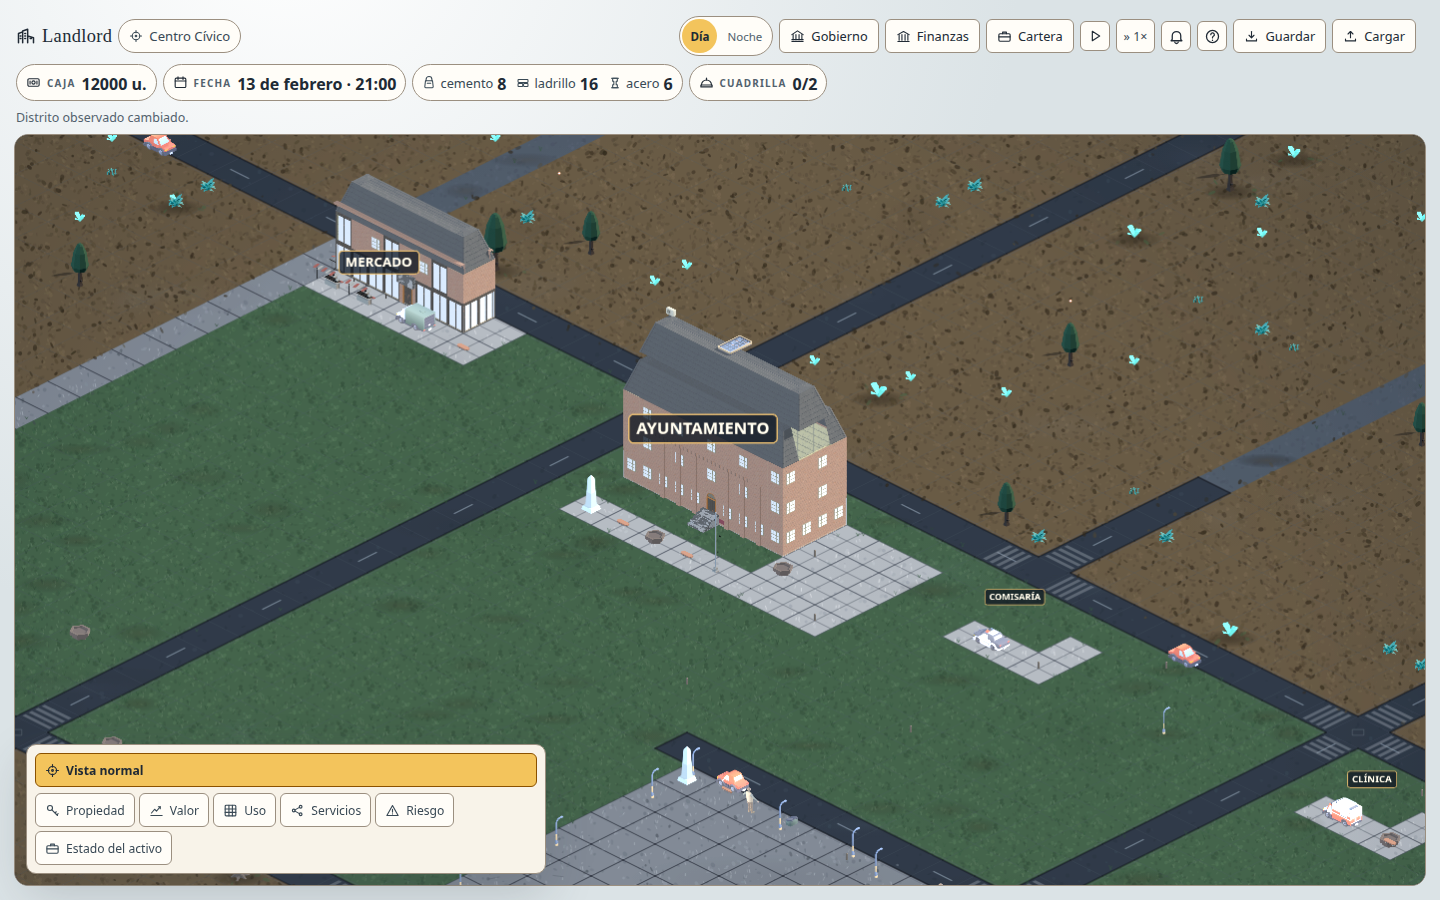 Landlord
Centro Cívico
Día
Noche
Gobierno
Finanzas
Cartera
» 1×
Guardar
Cargar
CAJA 12000 u.
FECHA 13 de febrero · 21:00
cemento 8 ladrillo 16 acero 6
CUADRILLA 0/2
Distrito observado cambiado.
MERCADO
AYUNTAMIENTO
COMISARÍA
CLÍNICA
Vista normal
Propiedad
Valor
Uso
Servicios
Riesgo
Estado del activo